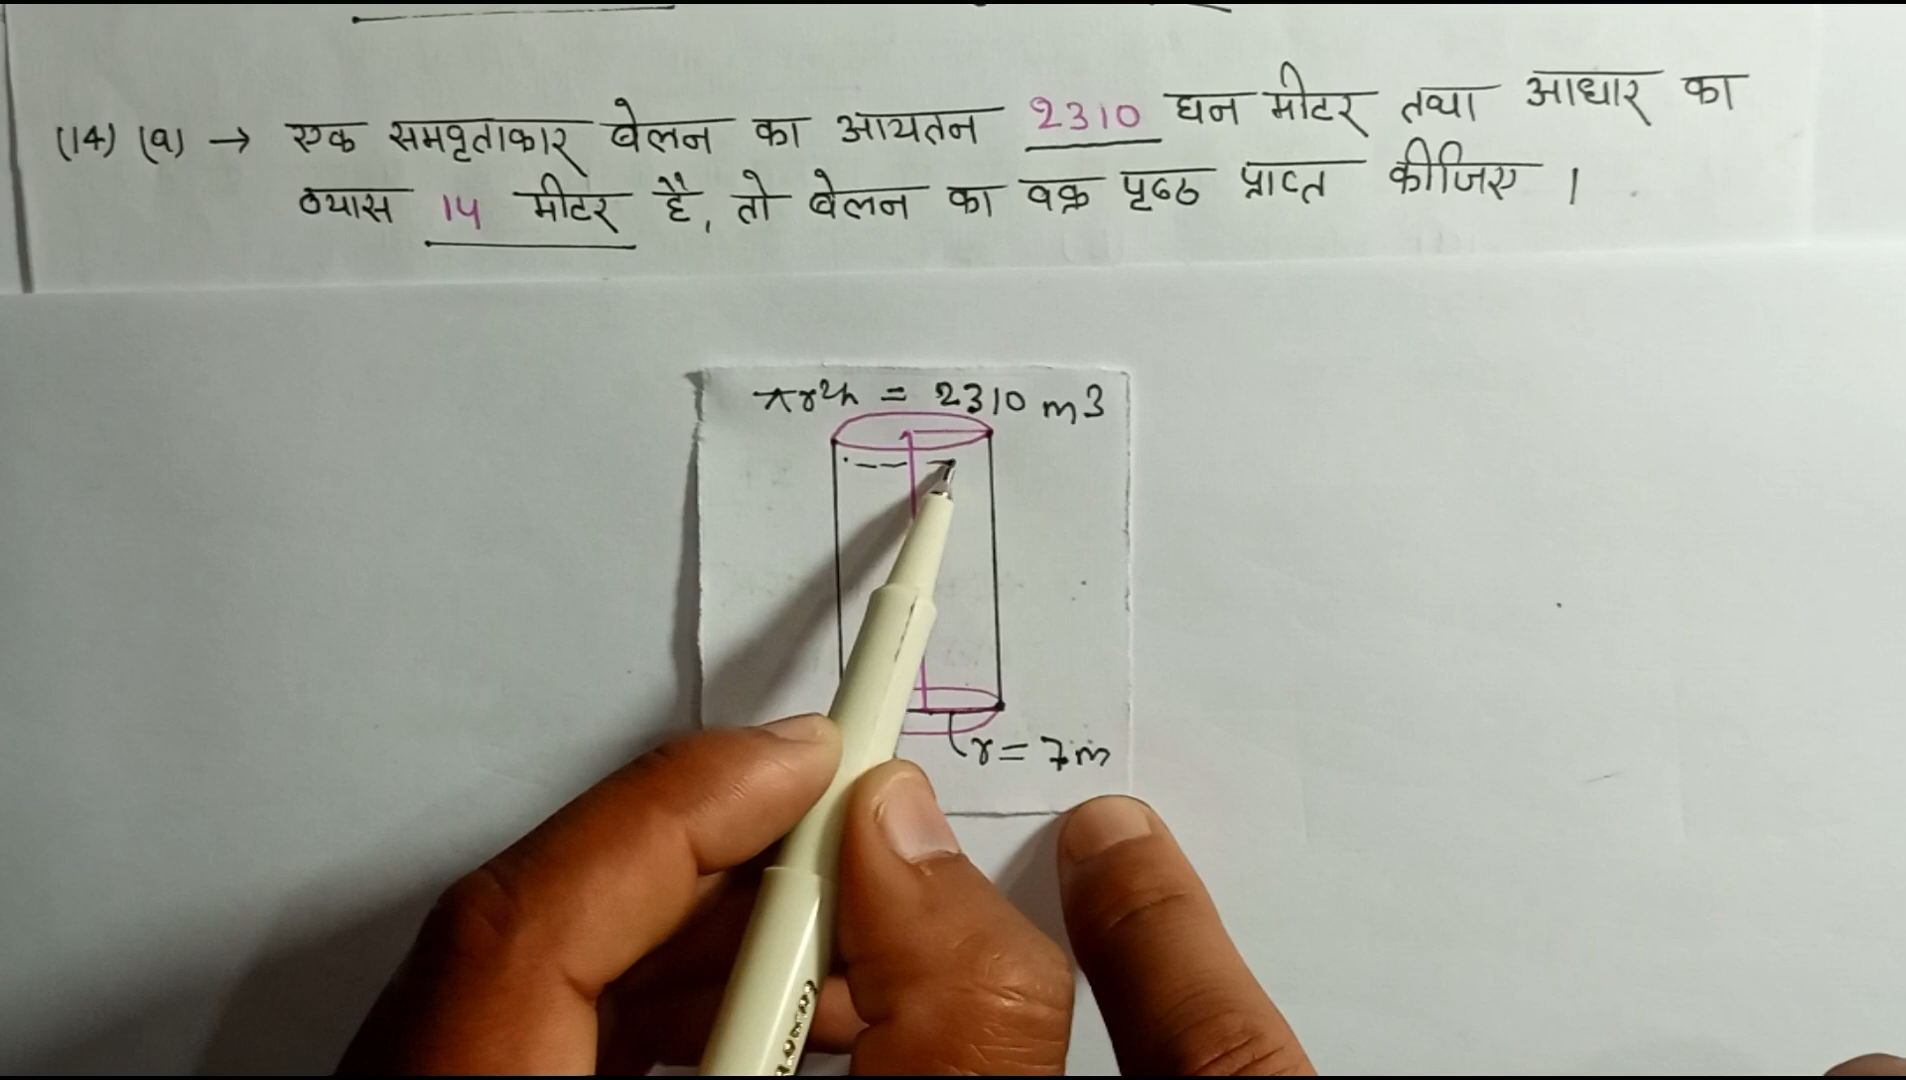 (14) (a) → एक समवृताकार बेलन का आयतन 2310 घन मीटर तथा आधार का
व्यास 14 मीटर है, तो बेलन का वक्र पृष्ठ प्राप्त कीजिए ।
πr²h = 2310 m3
r = 7m